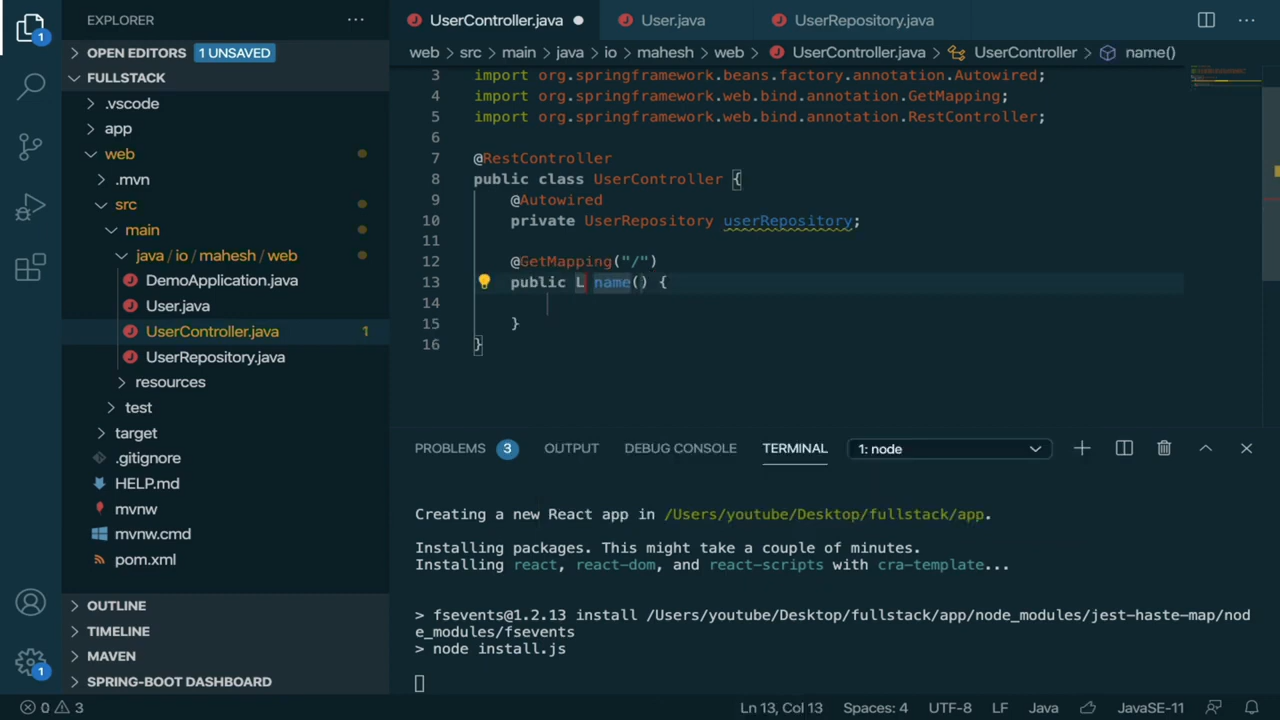 1
EXPLORER
UserController.java
User.java
UserRepository.java
OPEN EDITORS 1 UNSAVED
web > src > main > java > io > mahesh > web > UserController.java > UserController > name()
FULLSTACK
.vscode
app
web
.mvn
src
main
java / io / mahesh / web
DemoApplication.java
User.java
UserController.java 1
UserRepository.java
resources
test
target
.gitignore
HELP.md
mvnw
mvnw.cmd
pom.xml
OUTLINE
TIMELINE
MAVEN
SPRING-BOOT DASHBOARD
1
3 import org.springframework.beans.factory.annotation.Autowired;
4 import org.springframework.web.bind.annotation.GetMapping;
5 import org.springframework.web.bind.annotation.RestController;
6
7 @RestController
8 public class UserController {
9 @Autowired
10 private UserRepository userRepository;
11
12 @GetMapping("/")
13 public L name() {
14
15 }
16 }
PROBLEMS 3 OUTPUT DEBUG CONSOLE TERMINAL 1: node
Creating a new React app in /Users/youtube/Desktop/fullstack/app.
Installing packages. This might take a couple of minutes.
Installing react, react-dom, and react-scripts with cra-template...
> fsevents@1.2.13 install /Users/youtube/Desktop/fullstack/app/node_modules/jest-haste-map/nod
e_modules/fsevents
> node install.js
0 3 Ln 13, Col 13 Spaces: 4 UTF-8 LF Java JavaSE-11